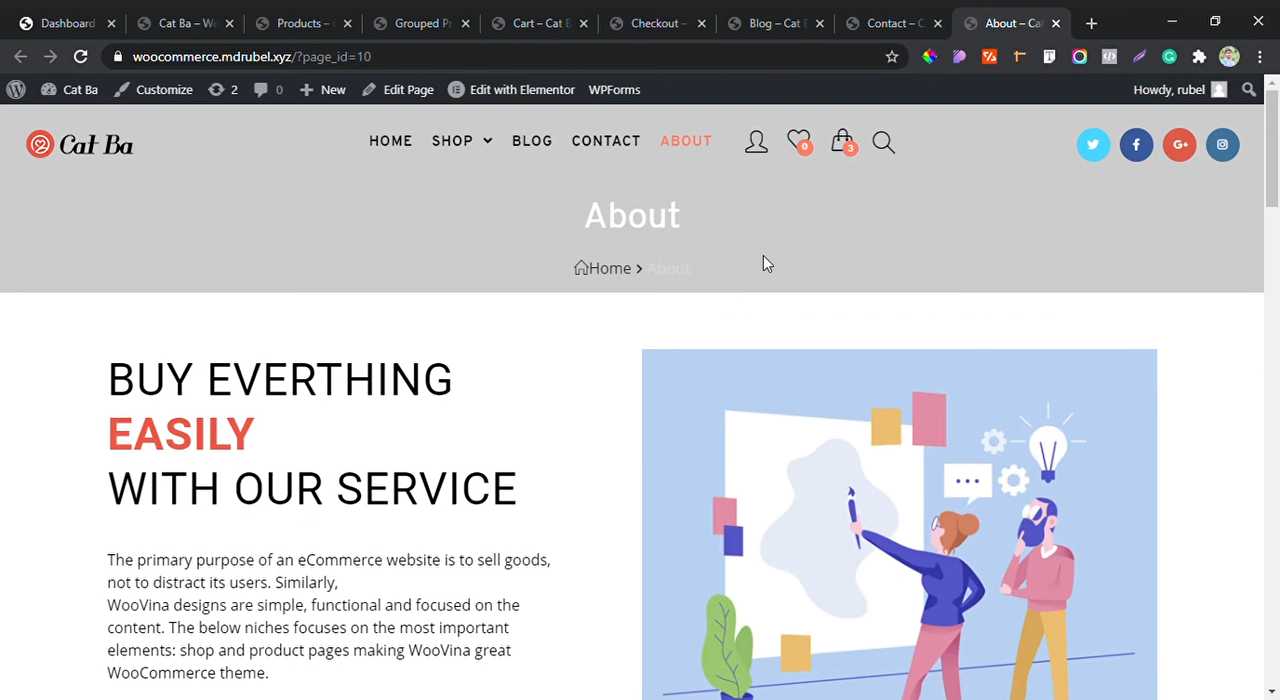 Dashboard
Cat Ba – We
Products –
Grouped Pr
Cart – Cat B
Checkout –
Blog – Cat B
Contact – C
About – Cat
woocommerce.mdrubel.xyz/?page_id=10
Cat Ba
Customize
2
0
New
Edit Page
Edit with Elementor
WPForms
Howdy, rubel
Cat Ba
HOME
SHOP
BLOG
CONTACT
ABOUT
0
3
About
Home > About
BUY EVERTHING
EASILY
WITH OUR SERVICE
The primary purpose of an eCommerce website is to sell goods,
not to distract its users. Similarly,
WooVina designs are simple, functional and focused on the
content. The below niches focuses on the most important
elements: shop and product pages making WooVina great
WooCommerce theme.